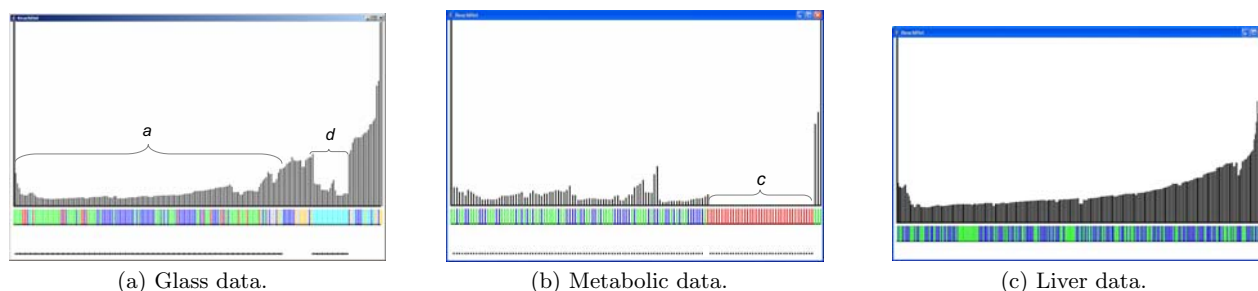 a
d
c
(a) Glass data.
(b) Metabolic data.
(c) Liver data.